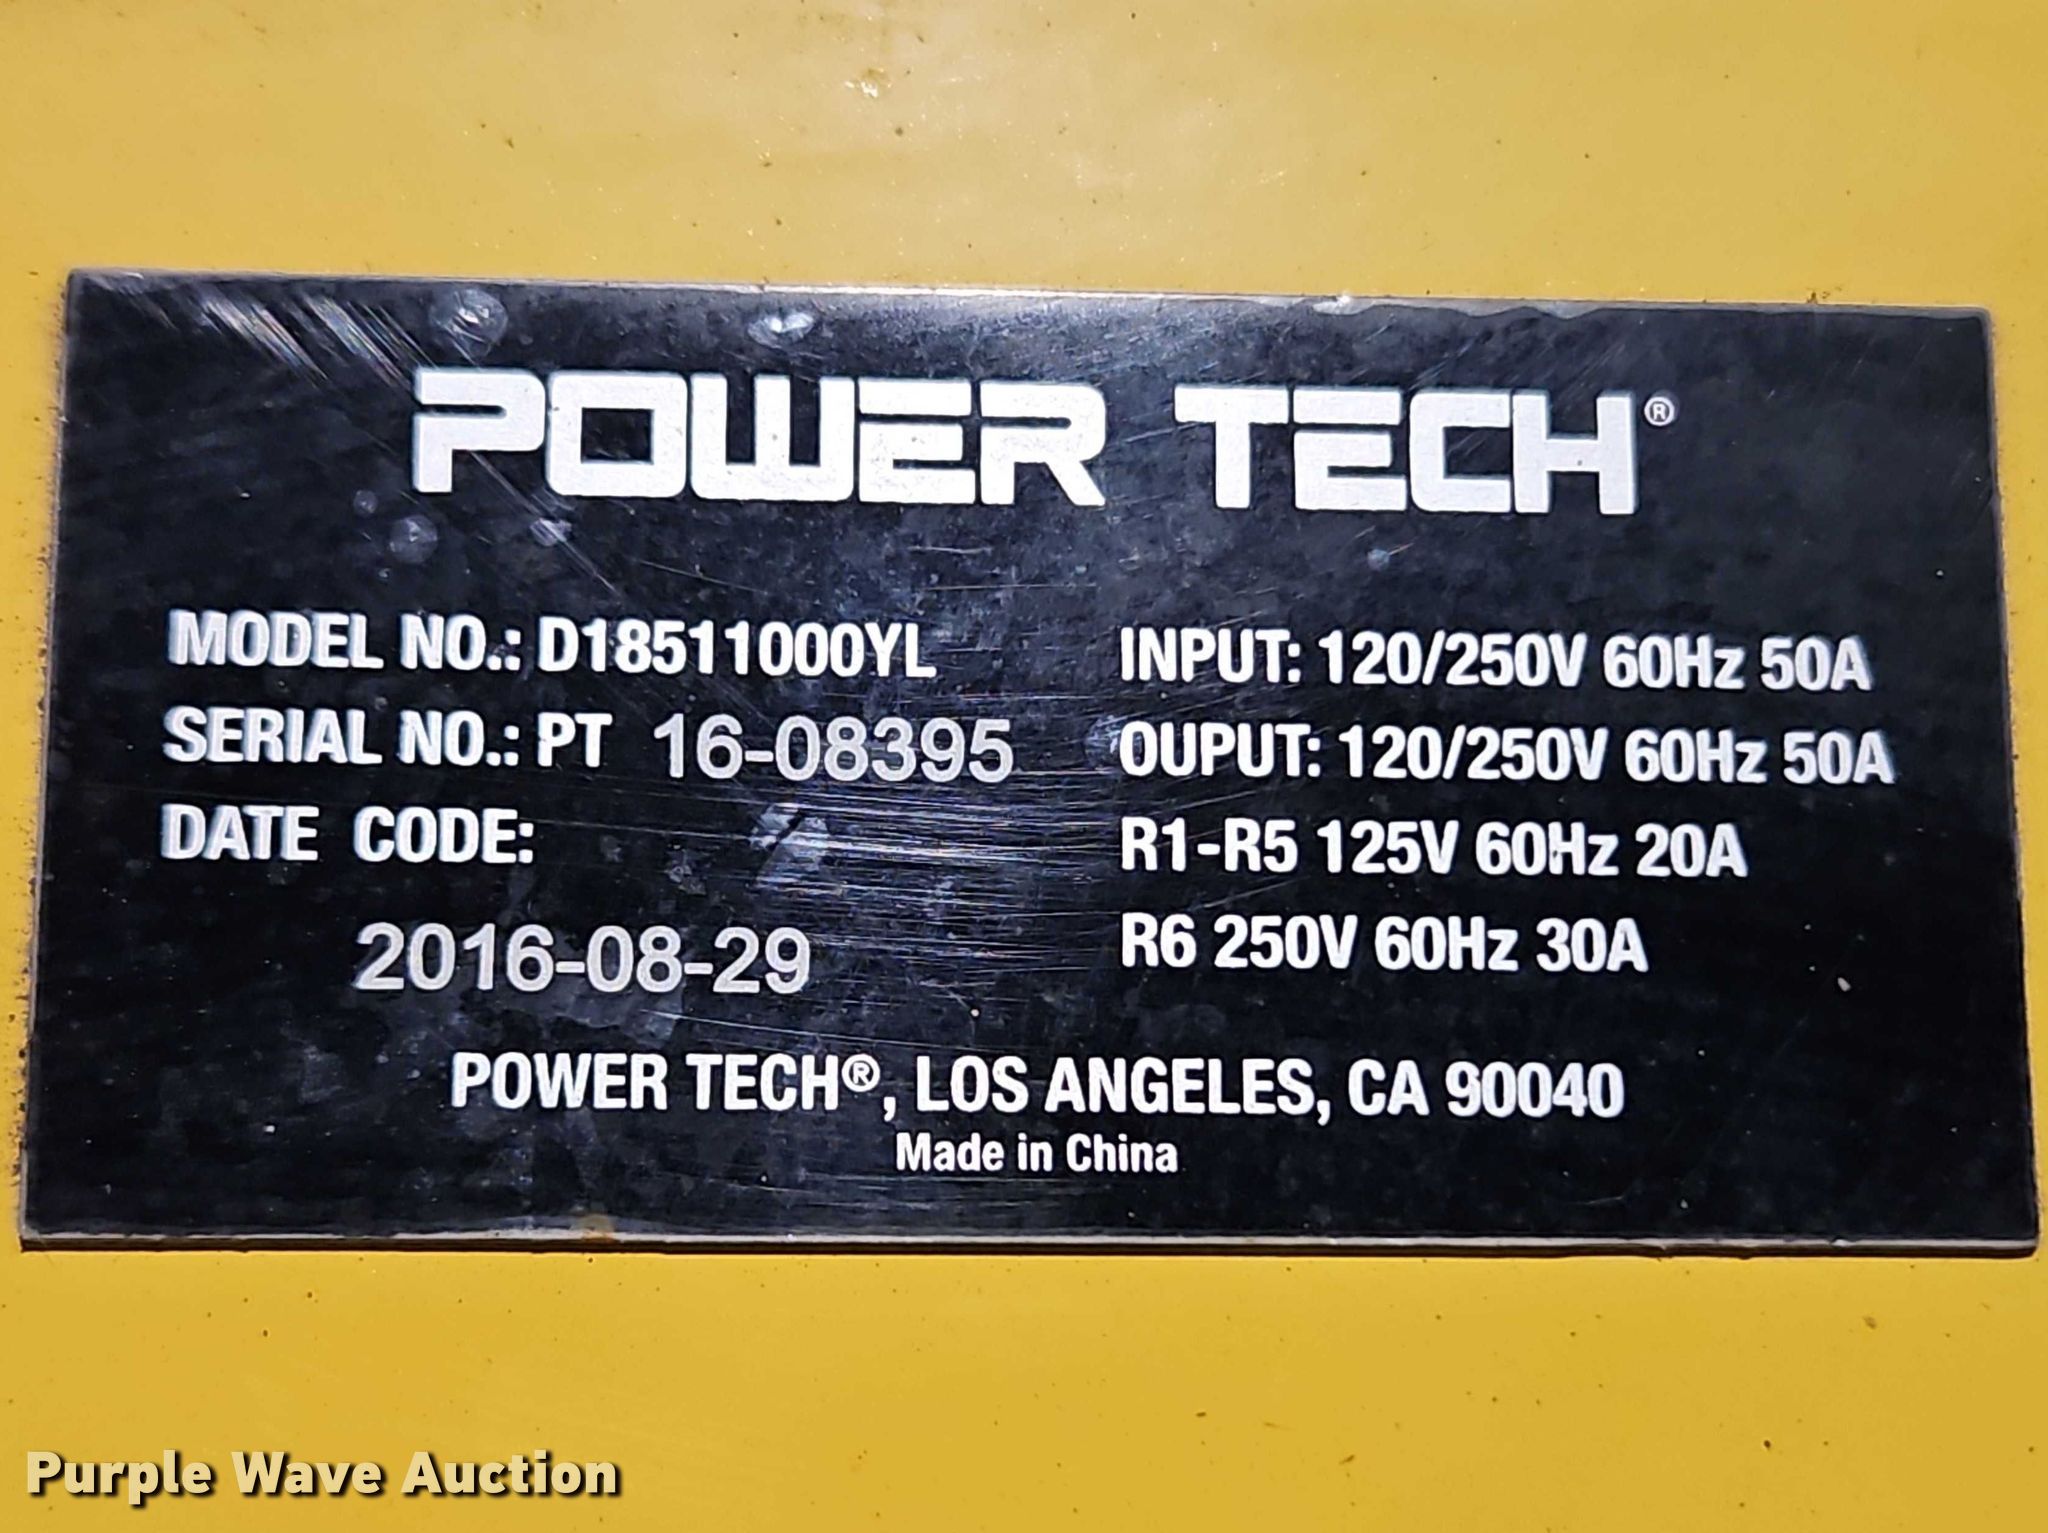 POWER TECH®
MODEL NO.: D18511000YL
SERIAL NO.: PT 16-08395
DATE CODE:
2016-08-29
INPUT: 120/250V 60Hz 50A
OUPUT: 120/250V 60Hz 50A
R1-R5 125V 60Hz 20A
R6 250V 60Hz 30A
POWER TECH®, LOS ANGELES, CA 90040
Made in China
Purple Wave Auction